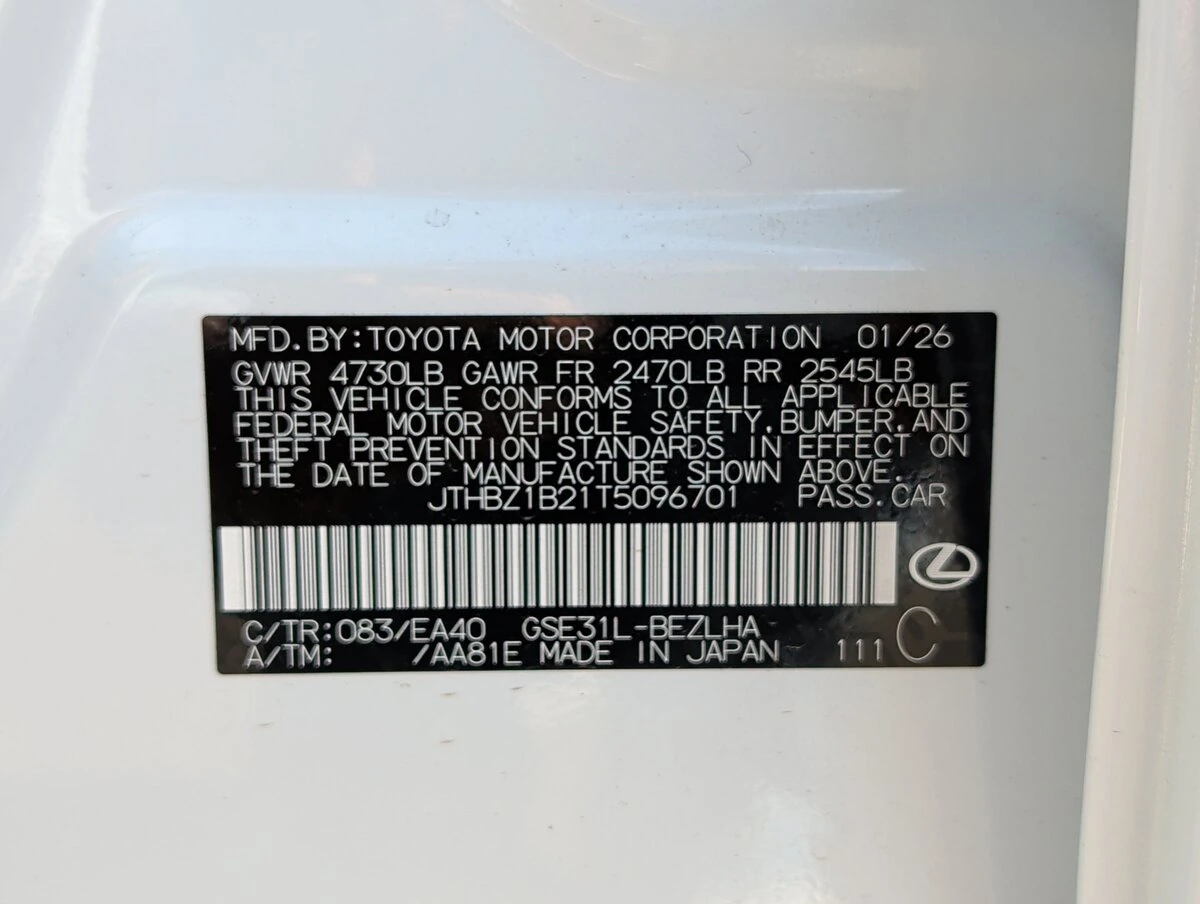 MFD.BY:TOYOTA MOTOR CORPORATION 01/26
GVWR 4730LB GAWR FR 2470LB RR 2545LB
THIS VEHICLE CONFORMS TO ALL APPLICABLE
FEDERAL MOTOR VEHICLE SAFETY,BUMPER,AND
THEFT PREVENTION STANDARDS IN EFFECT ON
THE DATE OF MANUFACTURE SHOWN ABOVE.
JTHBZ1B21T5096701 PASS.CAR
C/TR:083/EA40 GSE31L-BEZLHA
A/TM: /AA81E MADE IN JAPAN 111 C